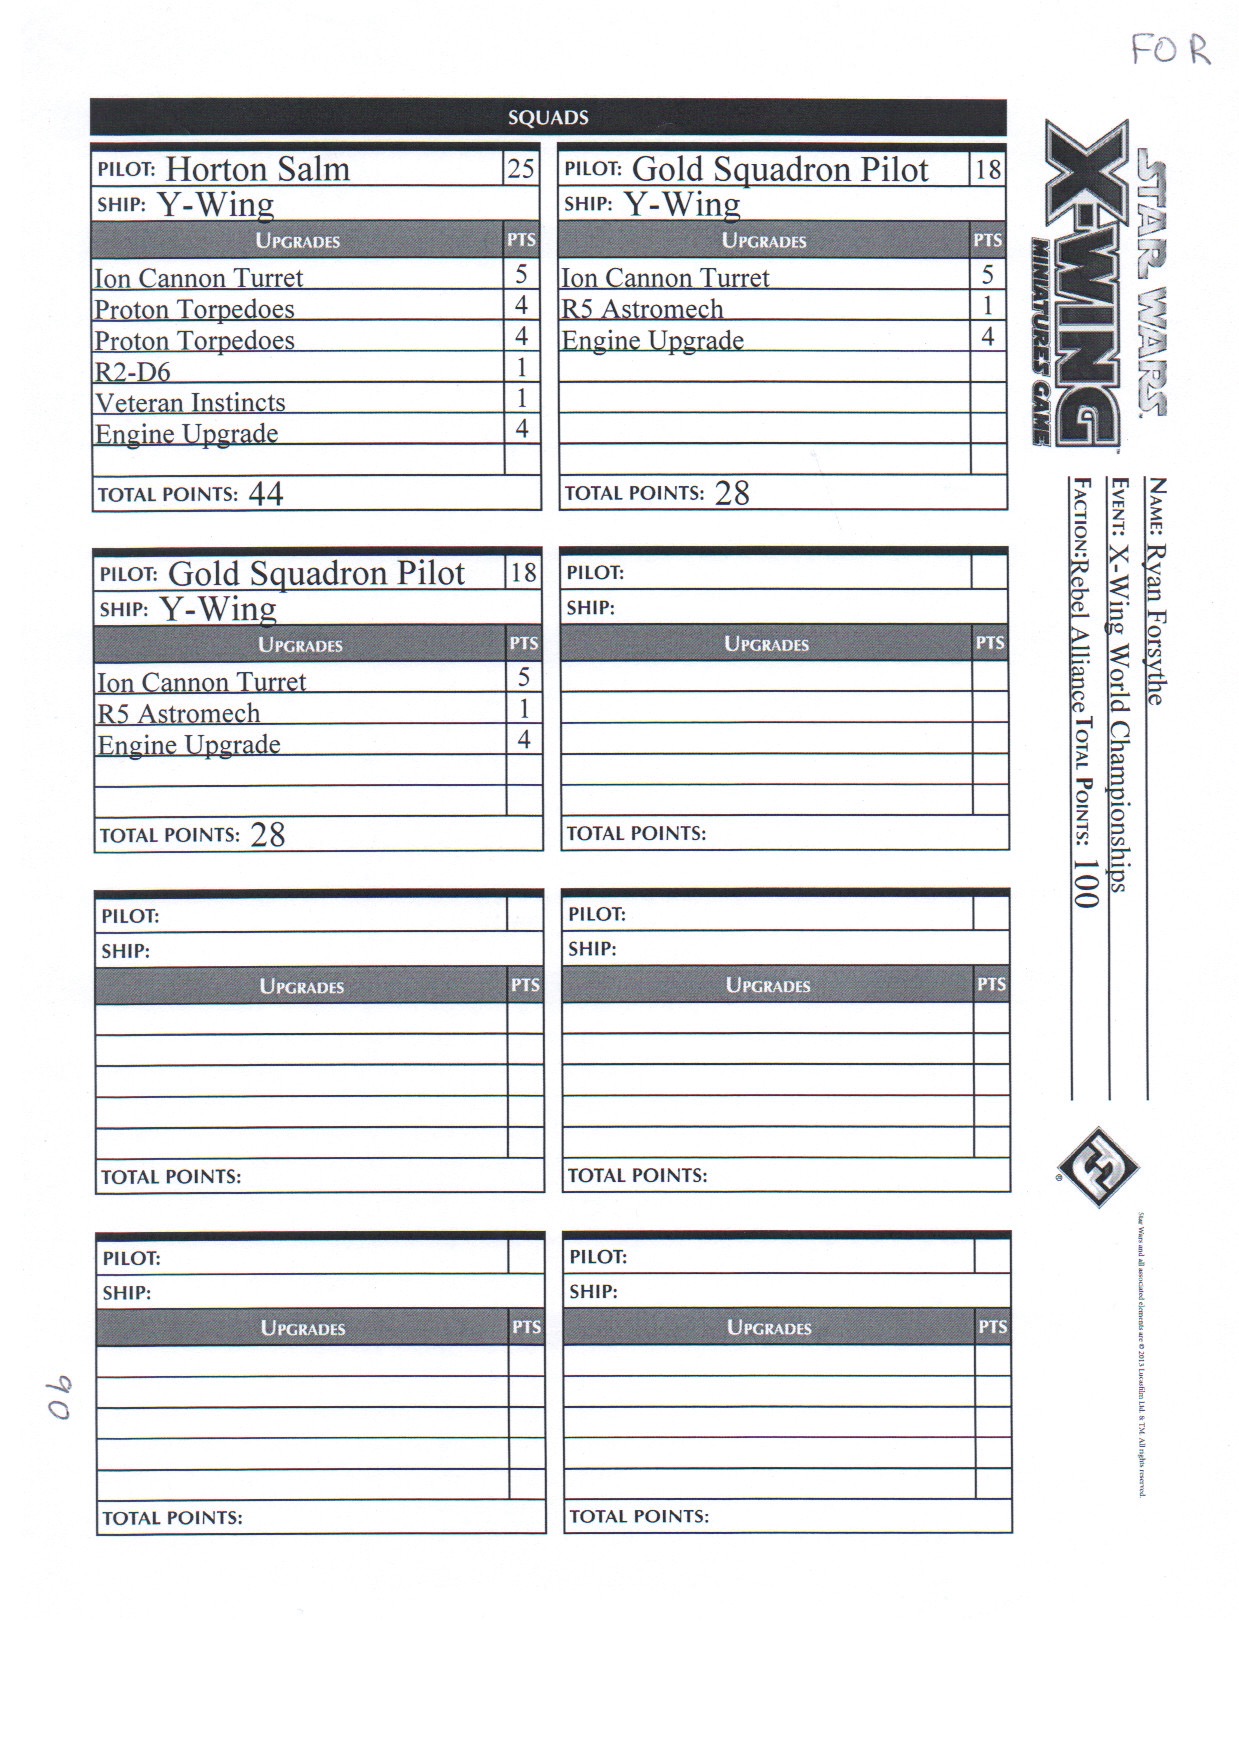 FOR
SQUADS
PILOT: Horton Salm 25
SHIP: Y-Wing
UPGRADES PTS
Ion Cannon Turret 5
Proton Torpedoes 4
Proton Torpedoes 4
R2-D6 1
Veteran Instincts 1
Engine Upgrade 4
TOTAL POINTS: 44
PILOT: Gold Squadron Pilot 18
SHIP: Y-Wing
UPGRADES PTS
Ion Cannon Turret 5
R5 Astromech 1
Engine Upgrade 4
TOTAL POINTS: 28
PILOT: Gold Squadron Pilot 18
SHIP: Y-Wing
UPGRADES PTS
Ion Cannon Turret 5
R5 Astromech 1
Engine Upgrade 4
TOTAL POINTS: 28
PILOT:
SHIP:
UPGRADES PTS
TOTAL POINTS:
PILOT:
SHIP:
UPGRADES PTS
TOTAL POINTS:
PILOT:
SHIP:
UPGRADES PTS
TOTAL POINTS:
PILOT:
SHIP:
UPGRADES PTS
TOTAL POINTS:
PILOT:
SHIP:
UPGRADES PTS
TOTAL POINTS:
STAR WARS
X-WING
MINIATURES GAME
NAME: Ryan Forsythe
EVENT: X-Wing World Championships
FACTION:Rebel Alliance TOTAL POINTS: 100
Star Wars and all associated elements are © 2013 Lucasfilm Ltd. & TM. All rights reserved.
90